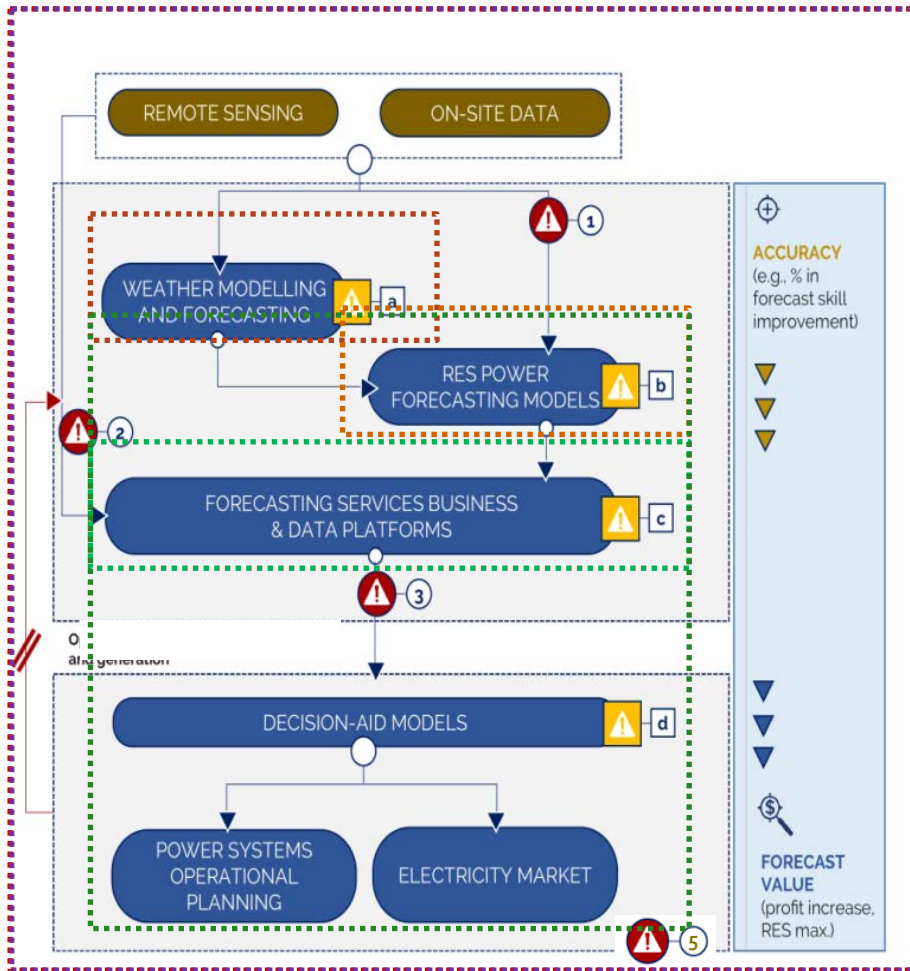 REMOTE SENSING
ON-SITE DATA
1
ACCURACY
(e.g., % in
forecast skill
improvement)
WEATHER MODELLING
AND FORECASTING
a
RES POWER
FORECASTING MODELS
b
2
FORECASTING SERVICES BUSINESS
& DATA PLATFORMS
c
3
and generation
DECISION-AID MODELS
d
POWER SYSTEMS
OPERATIONAL
PLANNING
ELECTRICITY MARKET
FORECAST
VALUE
(profit increase,
RES max.)
5